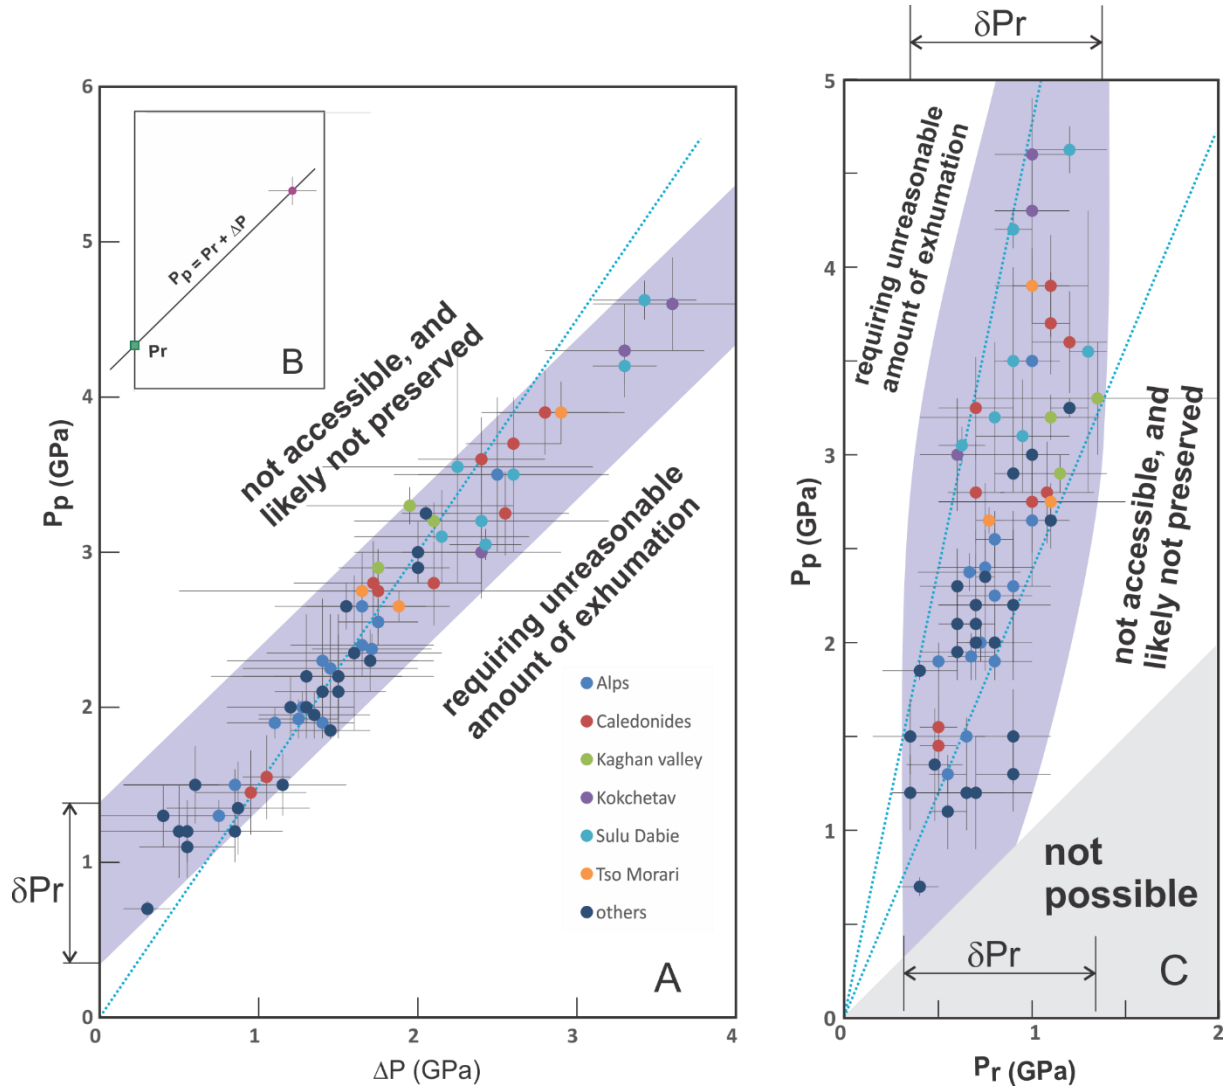 δPr
6
5
4
3
2
1
0
Pp (GPa)
Pp = Pr + ΔP
Pr
B
not accessible, and
likely not preserved
requiring unreasonable
amount of exhumation
Alps
Caledonides
Kaghan valley
Kokchetav
Sulu Dabie
Tso Morari
others
δPr
A
0
1
2
3
4
ΔP (GPa)
5
4
3
2
1
0
Pp (GPa)
requiring unreasonable
amount of exhumation
not accessible, and
likely not preserved
not
possible
δPr
C
0
1
2
Pr (GPa)